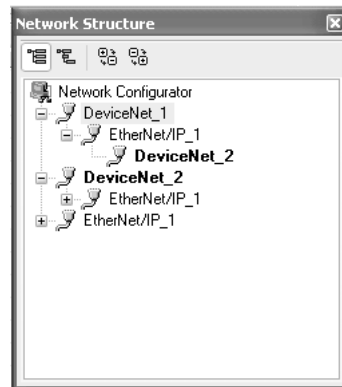 Network Structure
Network Configurator
DeviceNet_1
EtherNet/IP_1
DeviceNet_2
DeviceNet_2
EtherNet/IP_1
EtherNet/IP_1